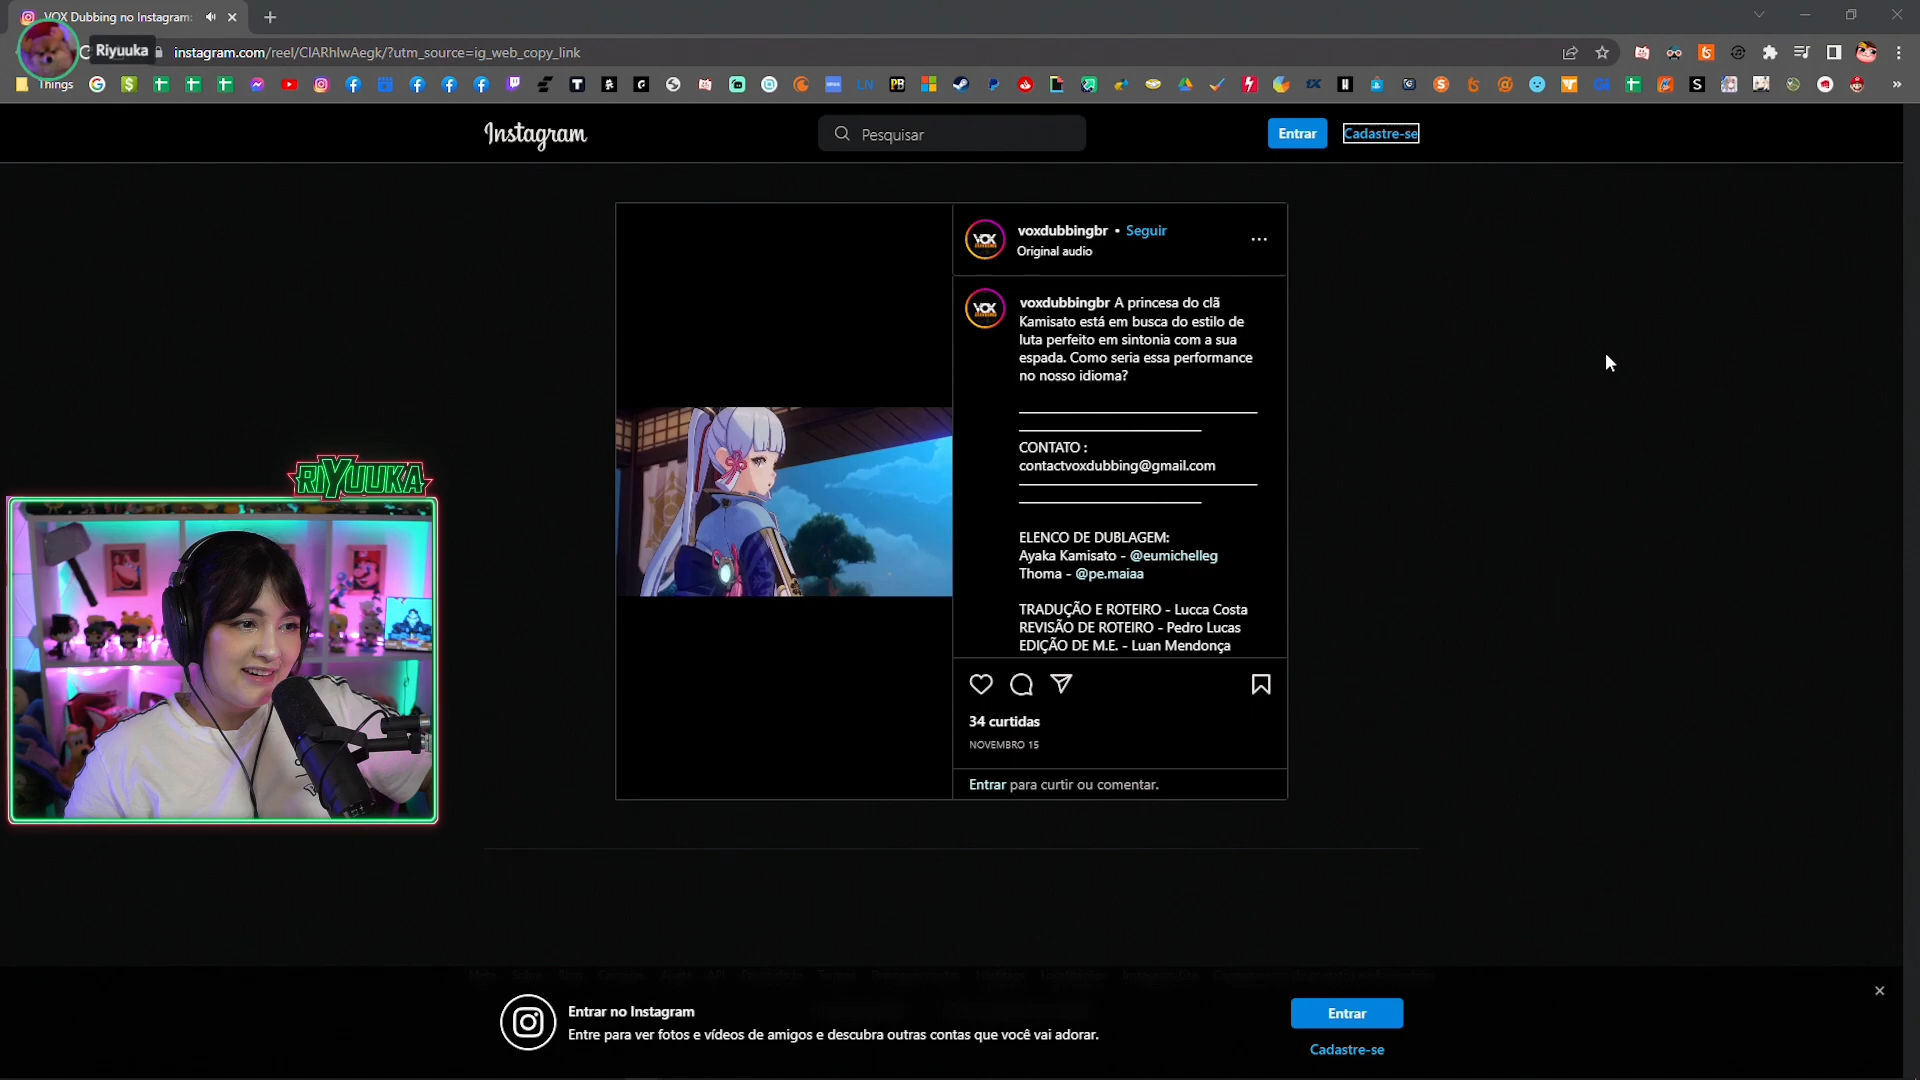 VOX Dubbing no Instagram:
Riyuuka
instagram.com/reel/ClARhlwAegk/?utm_source=ig_web_copy_link
Things
Instagram
Pesquisar
Entrar
Cadastre-se
voxdubbingbr • Seguir
Original audio
voxdubbingbr A princesa do clã
Kamisato está em busca do estilo de
luta perfeito em sintonia com a sua
espada. Como seria essa performance
no nosso idioma?
CONTATO :
contactvoxdubbing@gmail.com
ELENCO DE DUBLAGEM:
Ayaka Kamisato - @eumichelleg
Thoma - @pe.maiaa
TRADUÇÃO E ROTEIRO - Lucca Costa
REVISÃO DE ROTEIRO - Pedro Lucas
EDIÇÃO DE M.E. - Luan Mendonça
34 curtidas
NOVEMBRO 15
Entrar para curtir ou comentar.
RIYUUKA
Entrar no Instagram
Entre para ver fotos e vídeos de amigos e descubra outras contas que você vai adorar.
Entrar
Cadastre-se